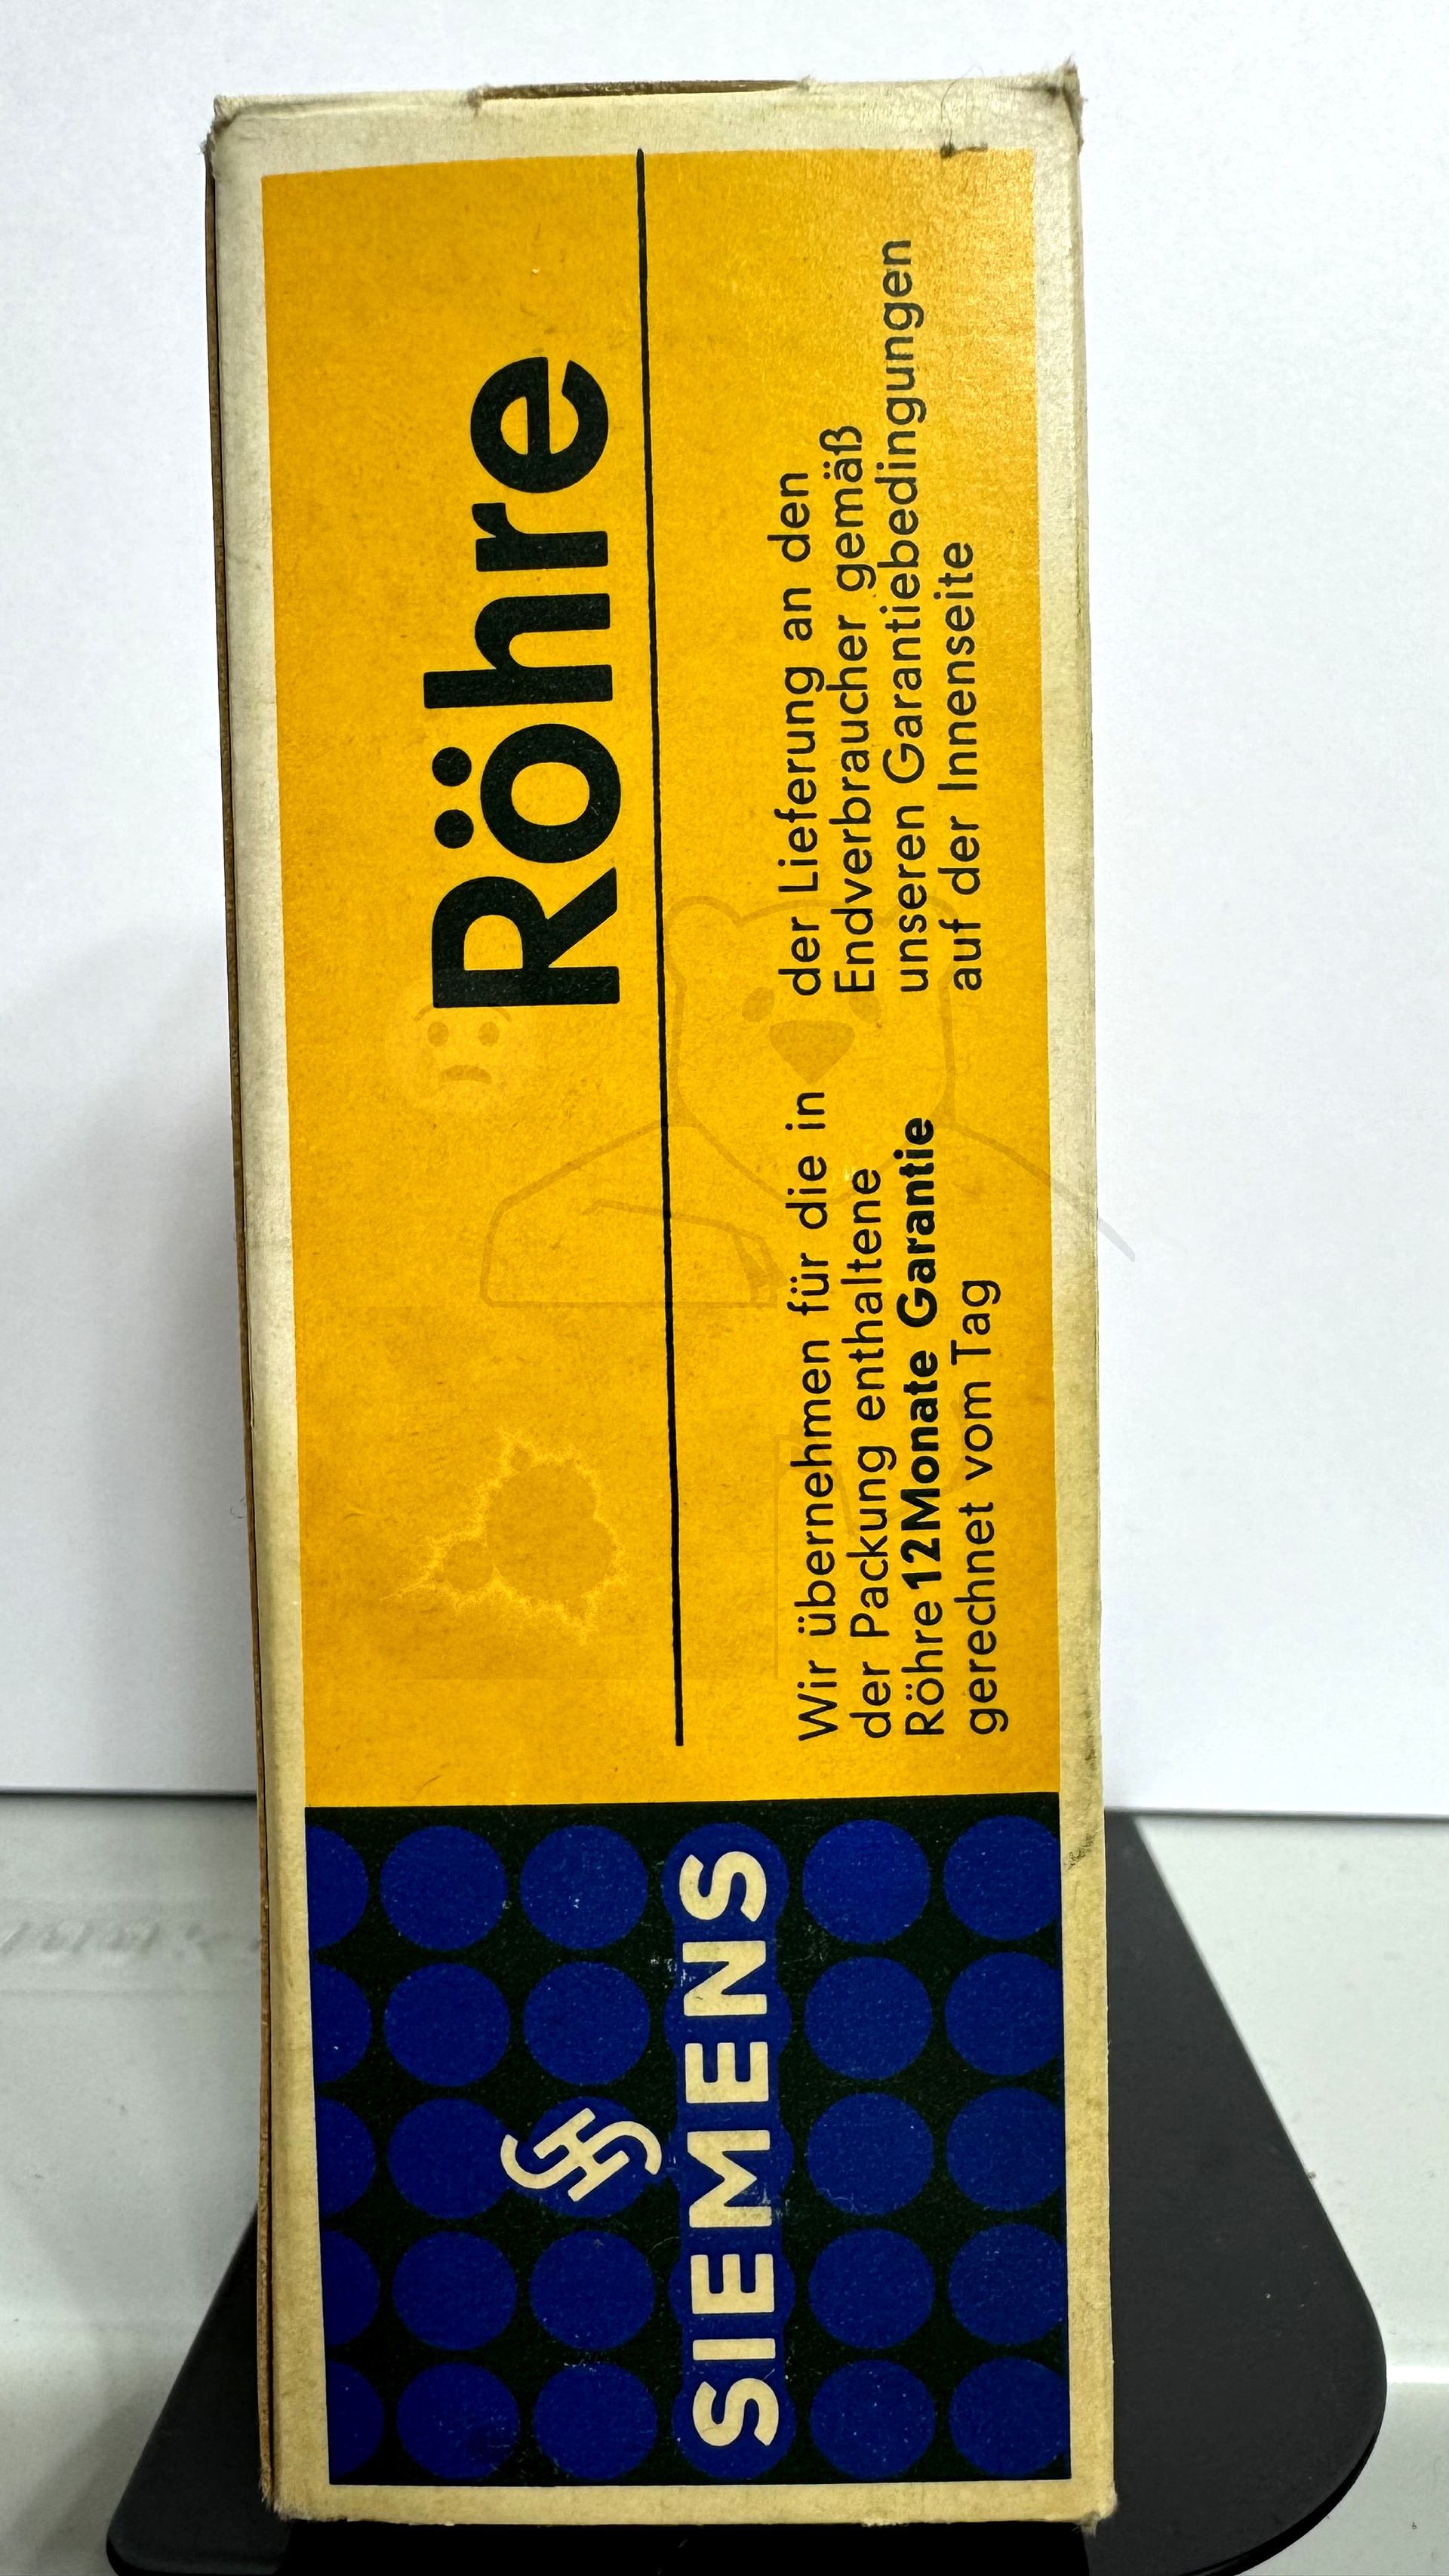 Röhre
Wir übernehmen für die in
der Packung enthaltene
Röhre 12 Monate Garantie
gerechnet vom Tag
der Lieferung an den
Endverbraucher gemäß
unseren Garantiebedingungen
auf der Innenseite
SIEMENS